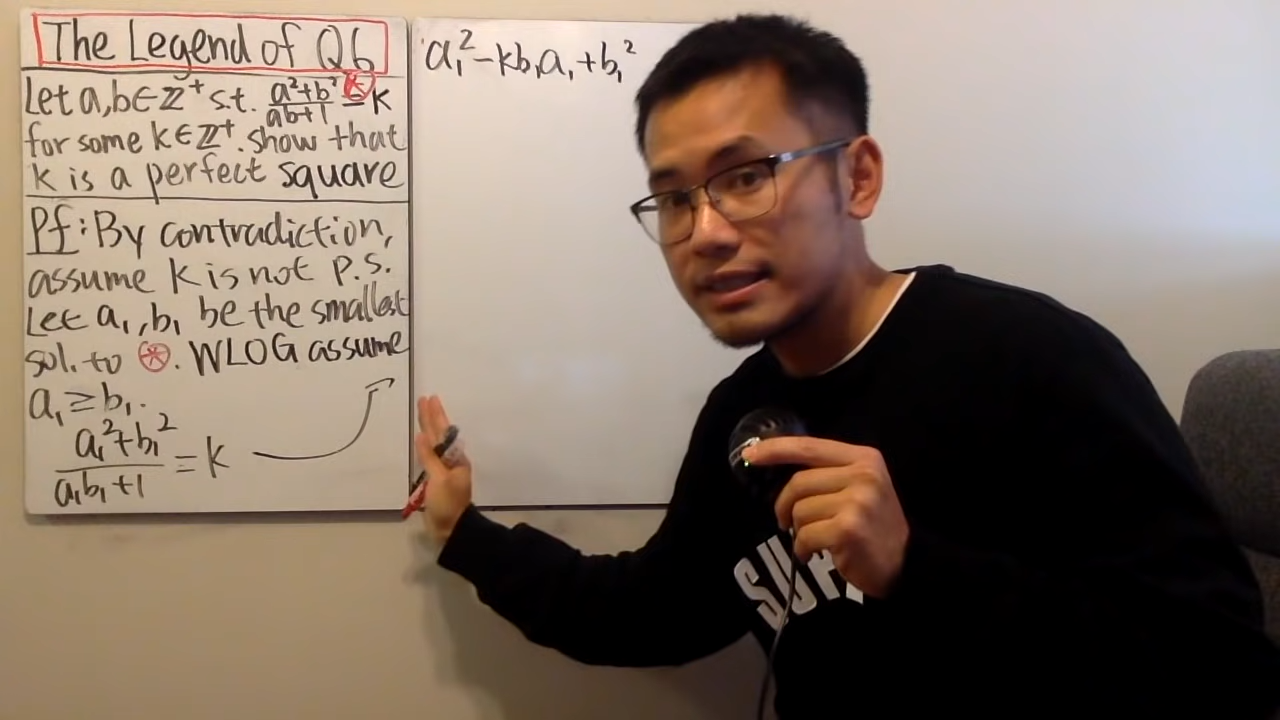 The Legend of Q6
Let a, b ∈ ℤ⁺ s.t. (a²+b²)/(ab+1) = k ⊛
for some k ∈ ℤ⁺. show that
k is a perfect square
Pf: By contradiction,
assume k is not p.s.
Let a₁, b₁ be the smallest
sol. to ⊛. WLOG assume
a₁ ≥ b₁.
(a₁²+b₁²)/(a₁b₁+1) = k
a₁² - kb₁a₁ + b₁²